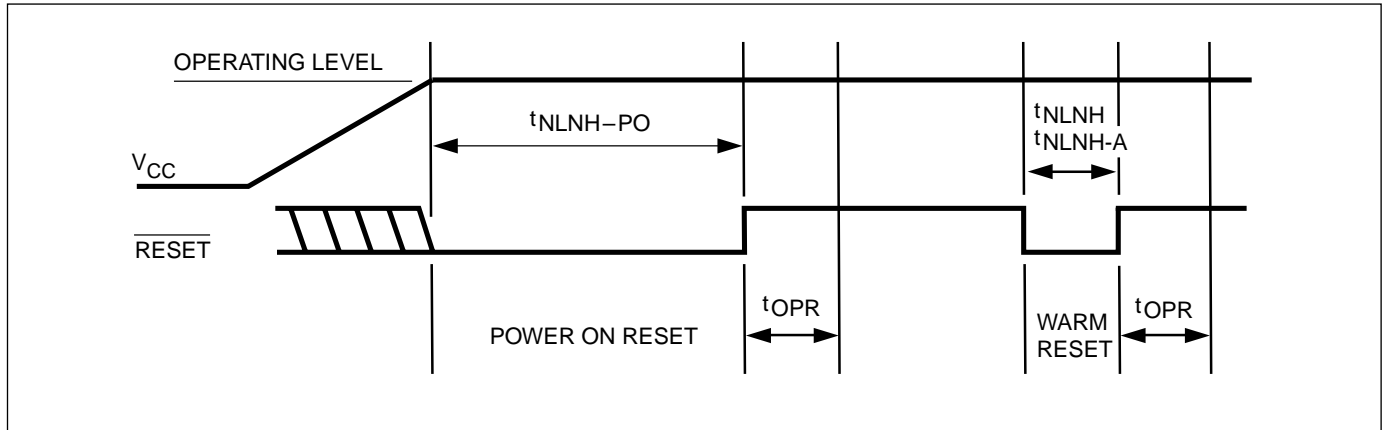 OPERATING LEVEL
tNLNH–PO
tNLNH
tNLNH-A
VCC
RESET
tOPR
POWER ON RESET
WARM
RESET
tOPR